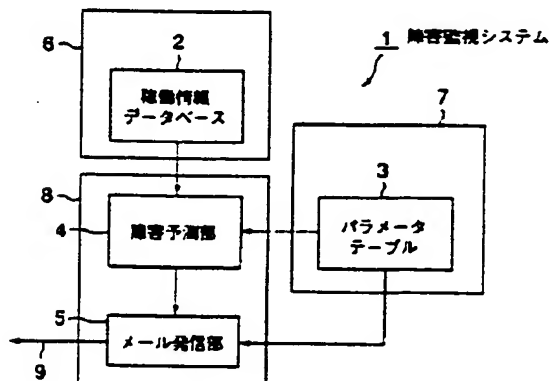 1 障害監視システム
6
2
稼働情報
データベース
7
8
3
4
障害予測部
パラメータ
テーブル
5
メール発信部
9